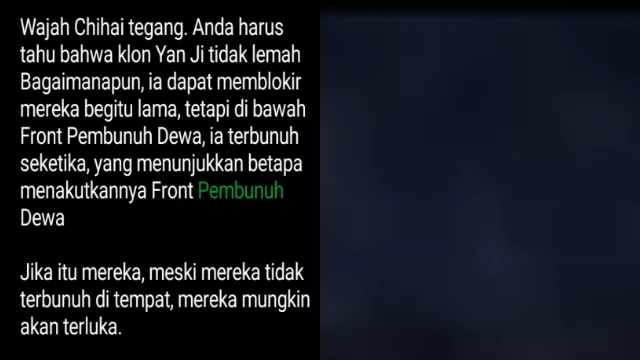 Wajah Chihai tegang. Anda harus
tahu bahwa klon Yan Ji tidak lemah
Bagaimanapun, ia dapat memblokir
mereka begitu lama, tetapi di bawah
Front Pembunuh Dewa, ia terbunuh
seketika, yang menunjukkan betapa
menakutkannya Front Pembunuh
Dewa
Jika itu mereka, meski mereka tidak
terbunuh di tempat, mereka mungkin
akan terluka.